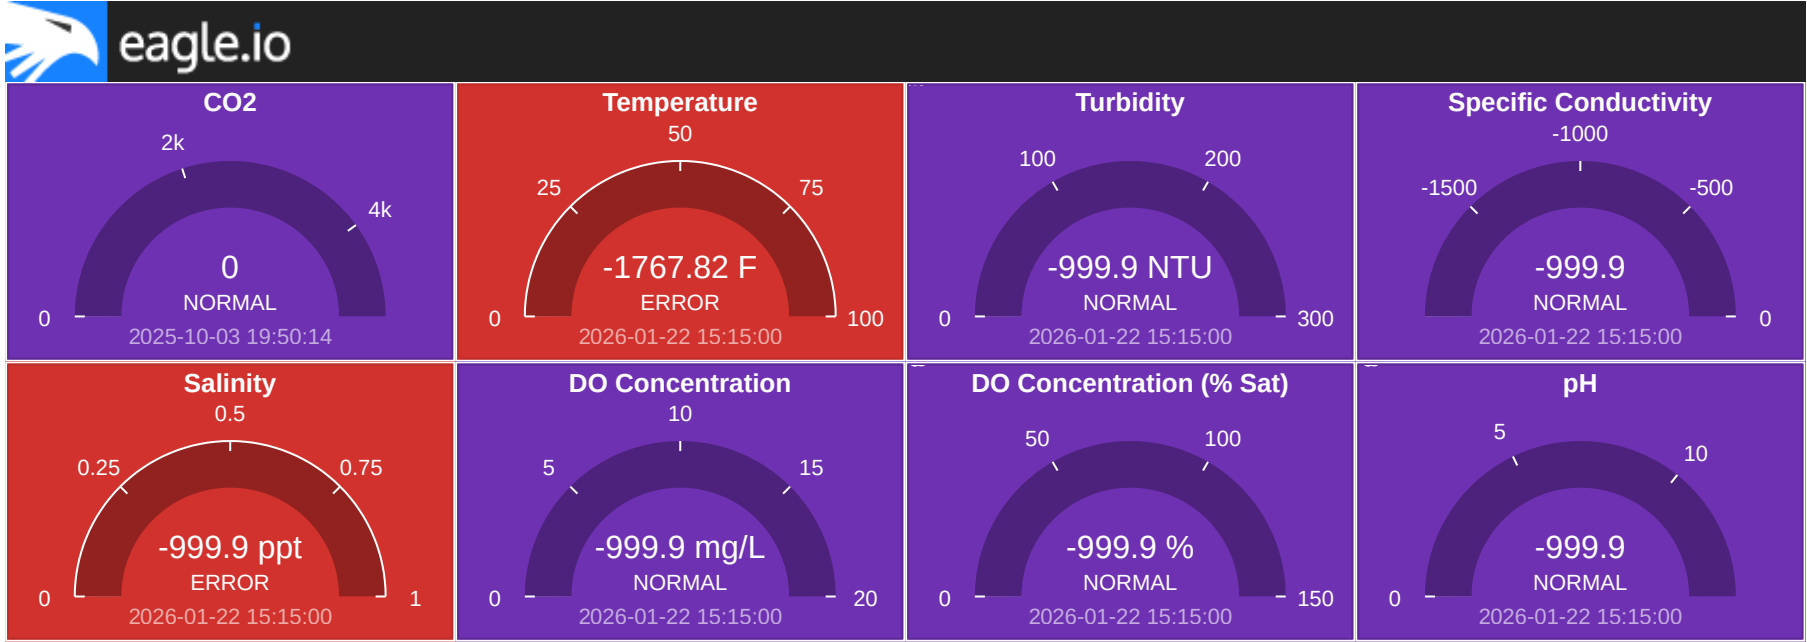 eagle.io
CO2
2k
4k
0
0
NORMAL
2025-10-03 19:50:14
Temperature
50
25
75
-1767.82 F
ERROR
0
100
2026-01-22 15:15:00
Turbidity
100
200
-999.9 NTU
NORMAL
0
300
2026-01-22 15:15:00
Specific Conductivity
-1000
-1500
-500
-999.9
NORMAL
0
2026-01-22 15:15:00
Salinity
0.5
0.25
0.75
-999.9 ppt
ERROR
0
1
2026-01-22 15:15:00
DO Concentration
10
5
15
-999.9 mg/L
NORMAL
0
20
2026-01-22 15:15:00
DO Concentration (% Sat)
50
100
-999.9 %
NORMAL
0
150
2026-01-22 15:15:00
pH
5
10
-999.9
NORMAL
0
2026-01-22 15:15:00